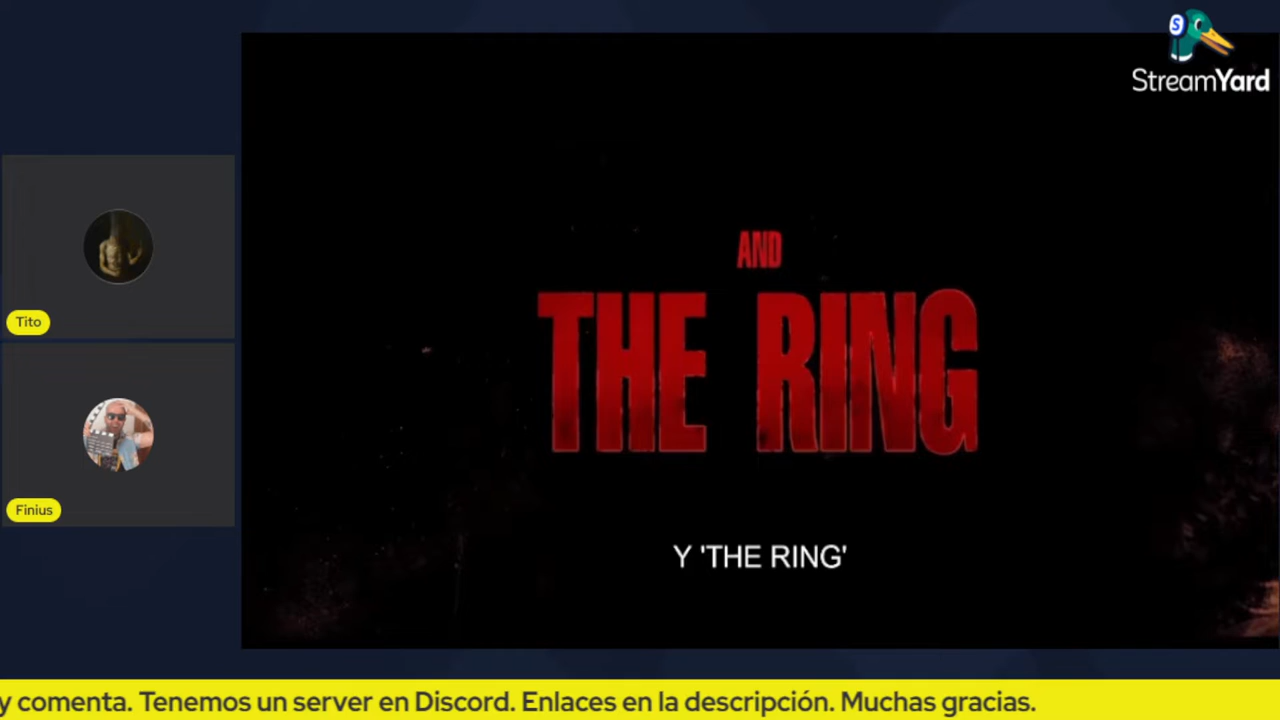 StreamYard
AND
THE RING
Y 'THE RING'
Tito
Finius
y comenta. Tenemos un server en Discord. Enlaces en la descripción. Muchas gracias.